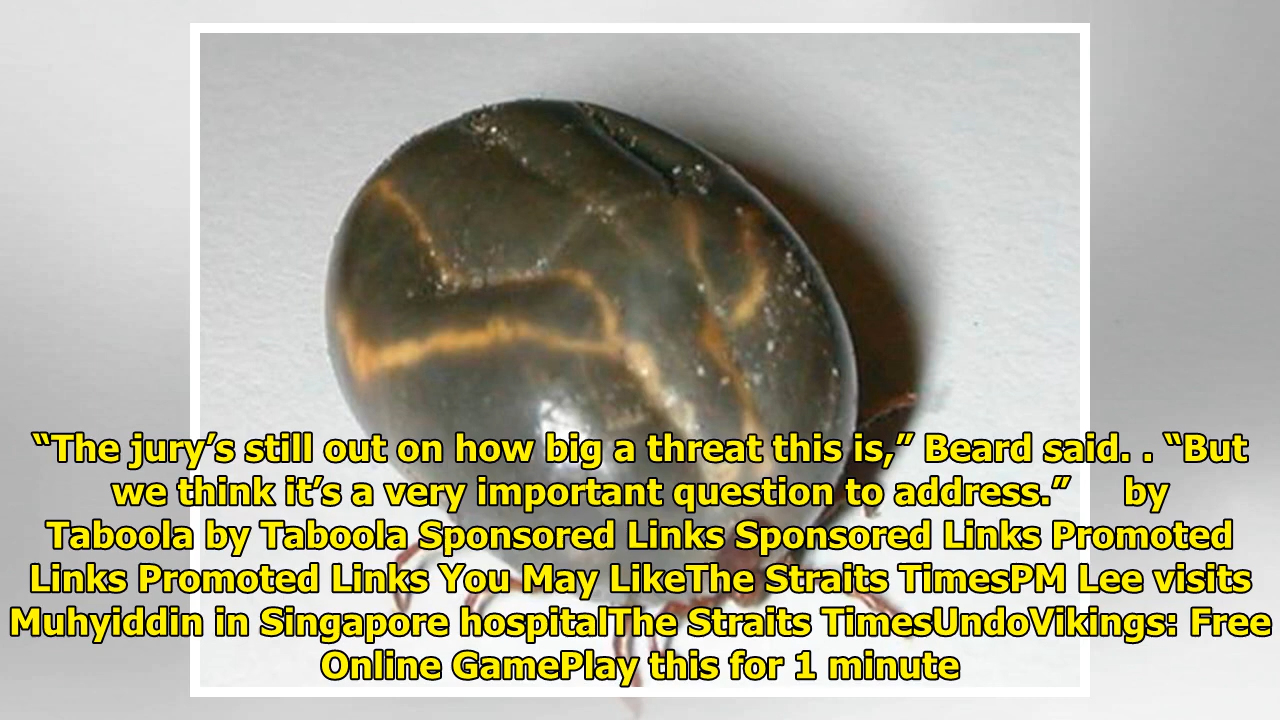 “The jury’s still out on how big a threat this is,” Beard said. . “But
we think it’s a very important question to address.” by
Taboola by Taboola Sponsored Links Sponsored Links Promoted
Links Promoted Links You May LikeThe Straits TimesPM Lee visits
Muhyiddin in Singapore hospitalThe Straits TimesUndoVikings: Free
Online GamePlay this for 1 minute